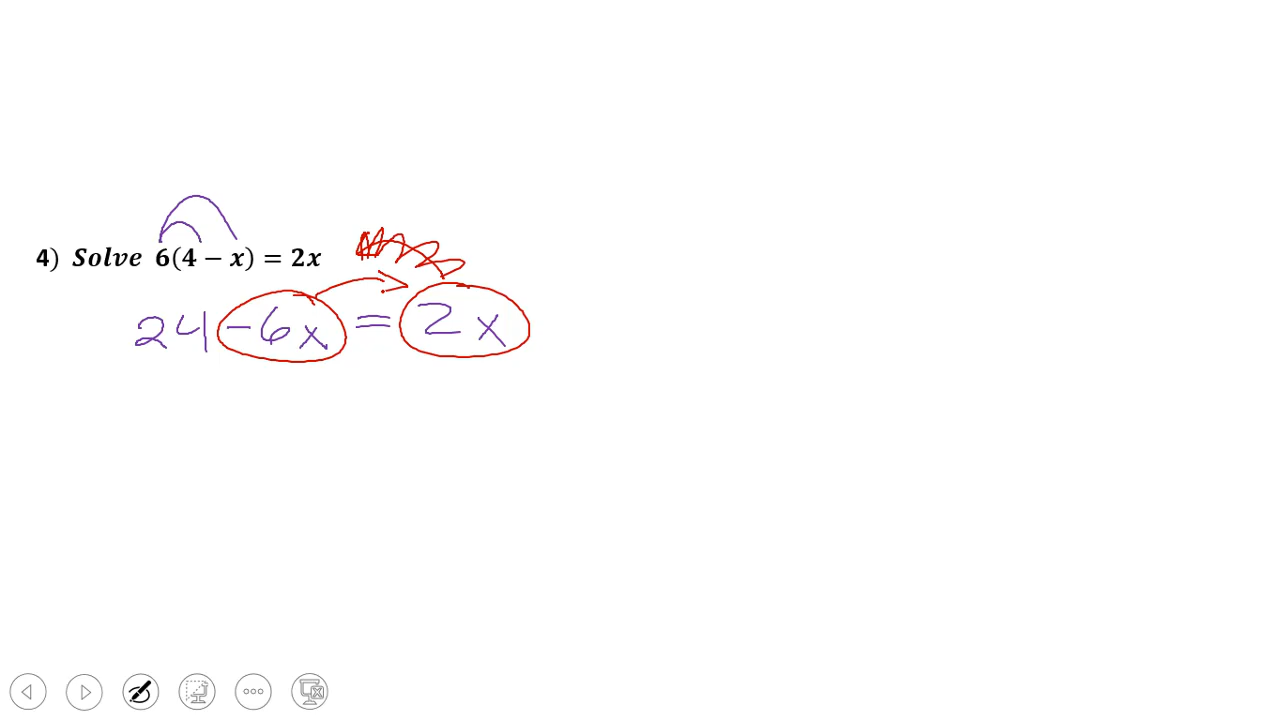 4) Solve 6(4 − x) = 2x
24 − 6x = 2x